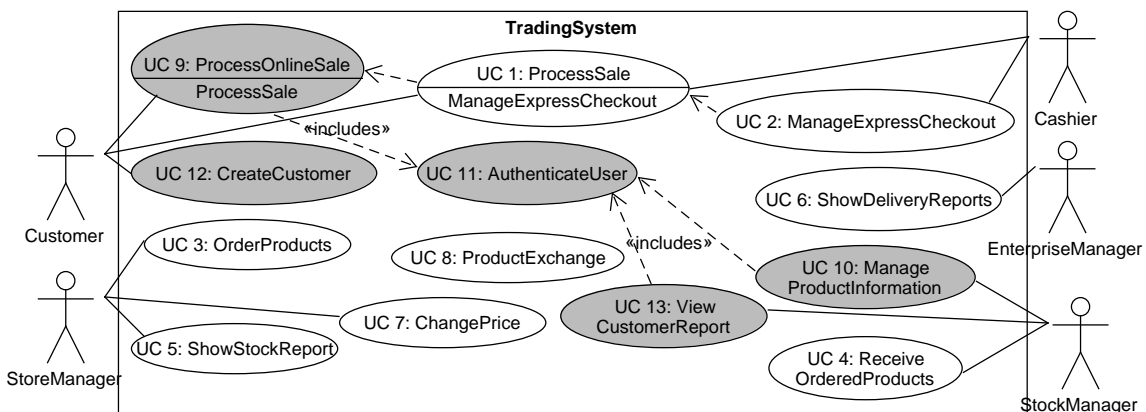 TradingSystem
UC 9: ProcessOnlineSale
ProcessSale
UC 1: ProcessSale
ManageExpressCheckout
UC 2: ManageExpressCheckout
Cashier
«includes»
UC 12: CreateCustomer
UC 11: AuthenticateUser
UC 6: ShowDeliveryReports
Customer
EnterpriseManager
UC 3: OrderProducts
«includes»
UC 8: ProductExchange
UC 10: Manage
ProductInformation
UC 13: View
CustomerReport
UC 7: ChangePrice
UC 5: ShowStockReport
UC 4: Receive
OrderedProducts
StoreManager
StockManager